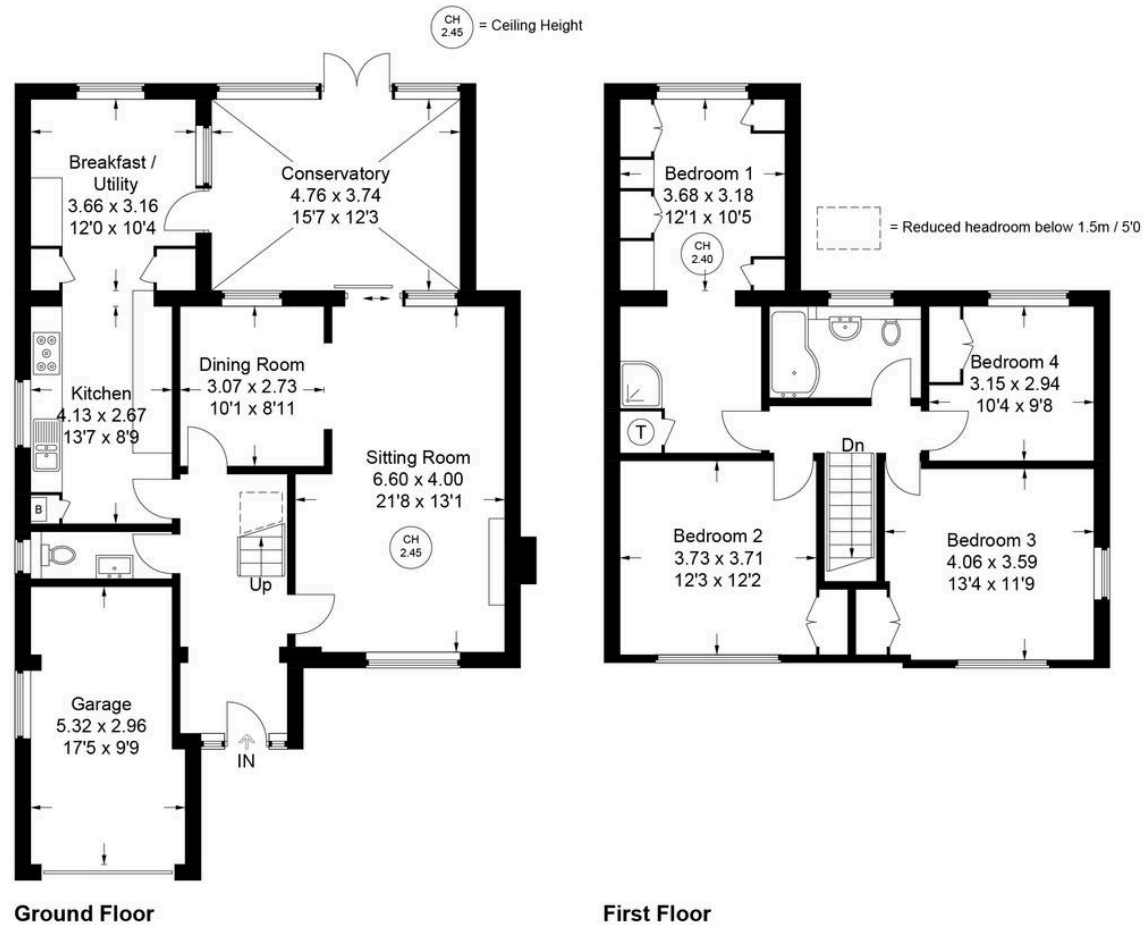 CH
2.45
= Ceiling Height
Breakfast /
Utility
3.66 x 3.16
12'0 x 10'4
Conservatory
4.76 x 3.74
15'7 x 12'3
Dining Room
3.07 x 2.73
10'1 x 8'11
Kitchen
4.13 x 2.67
13'7 x 8'9
Sitting Room
6.60 x 4.00
21'8 x 13'1
CH
2.45
B
Up
Garage
5.32 x 2.96
17'5 x 9'9
IN
Ground Floor
Bedroom 1
3.68 x 3.18
12'1 x 10'5
CH
2.40
= Reduced headroom below 1.5m / 5'0
Bedroom 4
3.15 x 2.94
10'4 x 9'8
T
Dn
Bedroom 2
3.73 x 3.71
12'3 x 12'2
Bedroom 3
4.06 x 3.59
13'4 x 11'9
First Floor